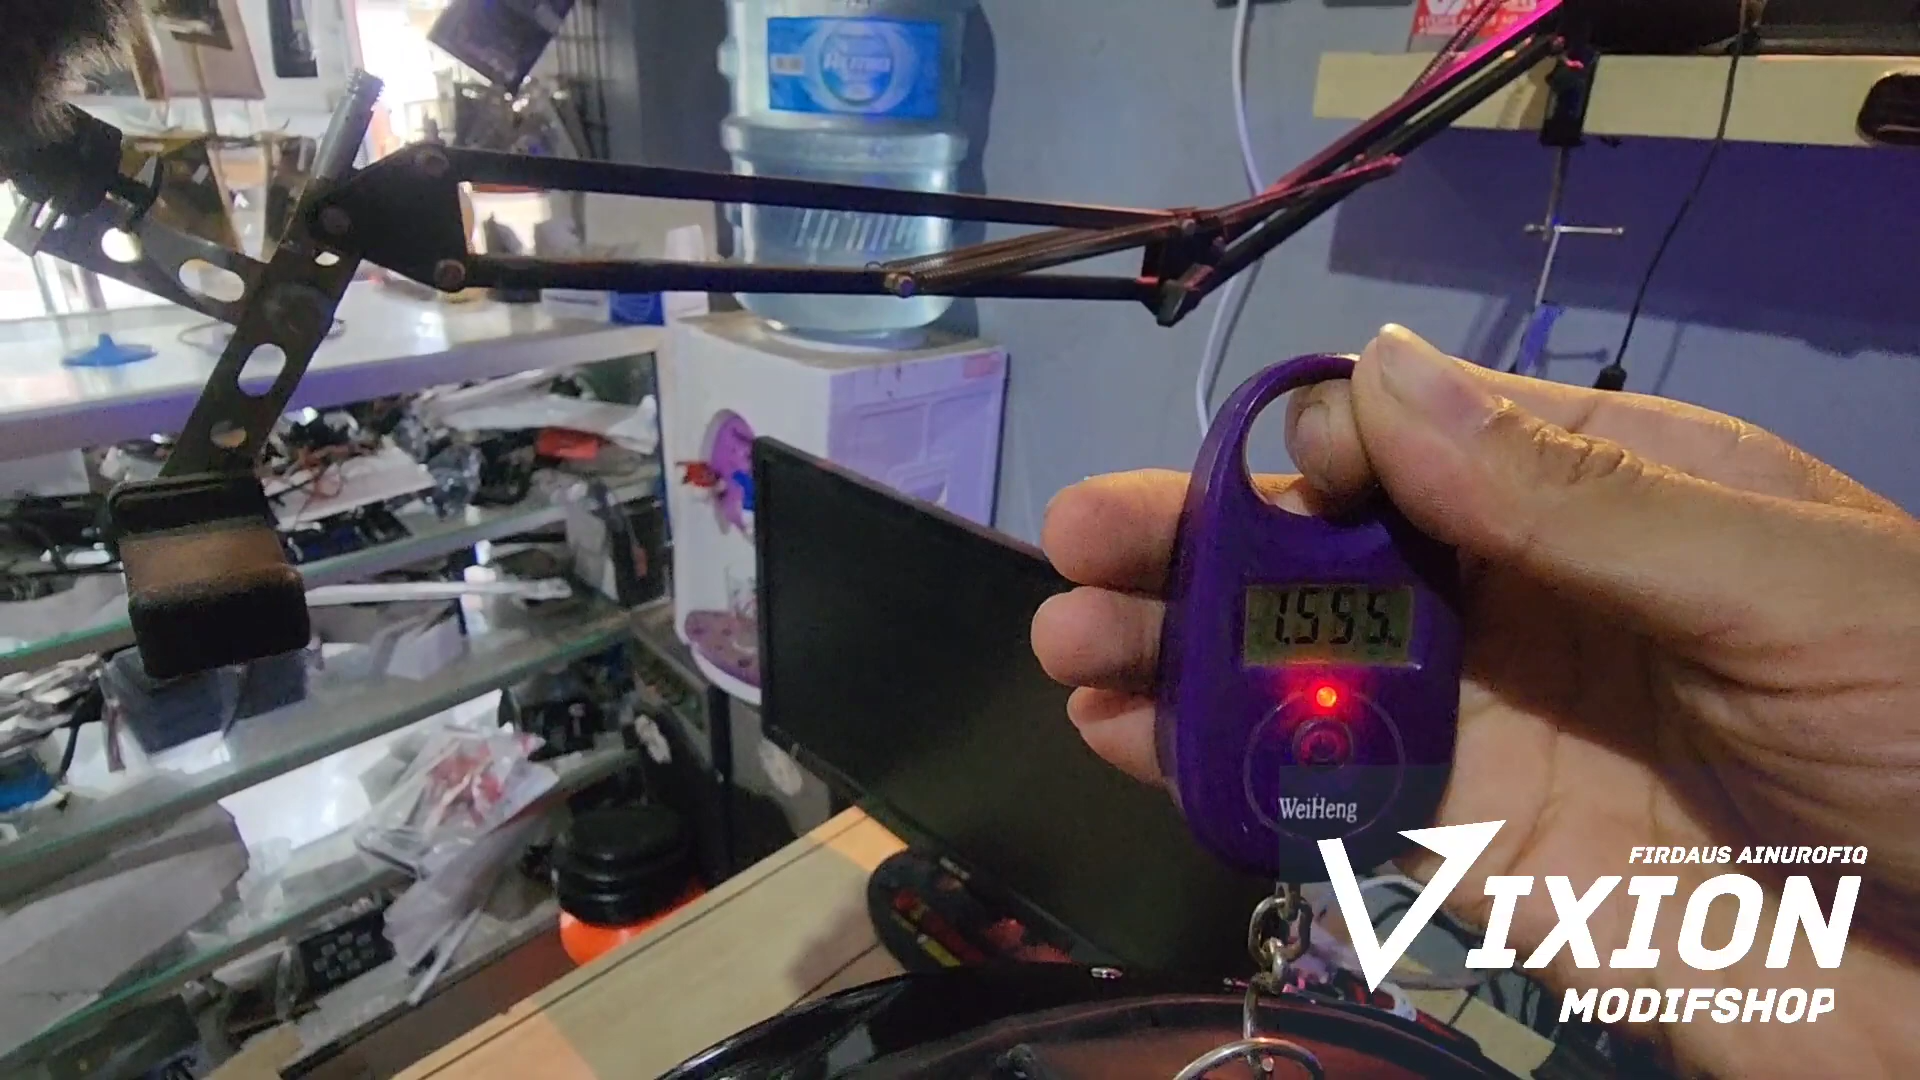 1.595
WeiHeng
FIRDAUS AINUROFIQ
VIXION
MODIFSHOP